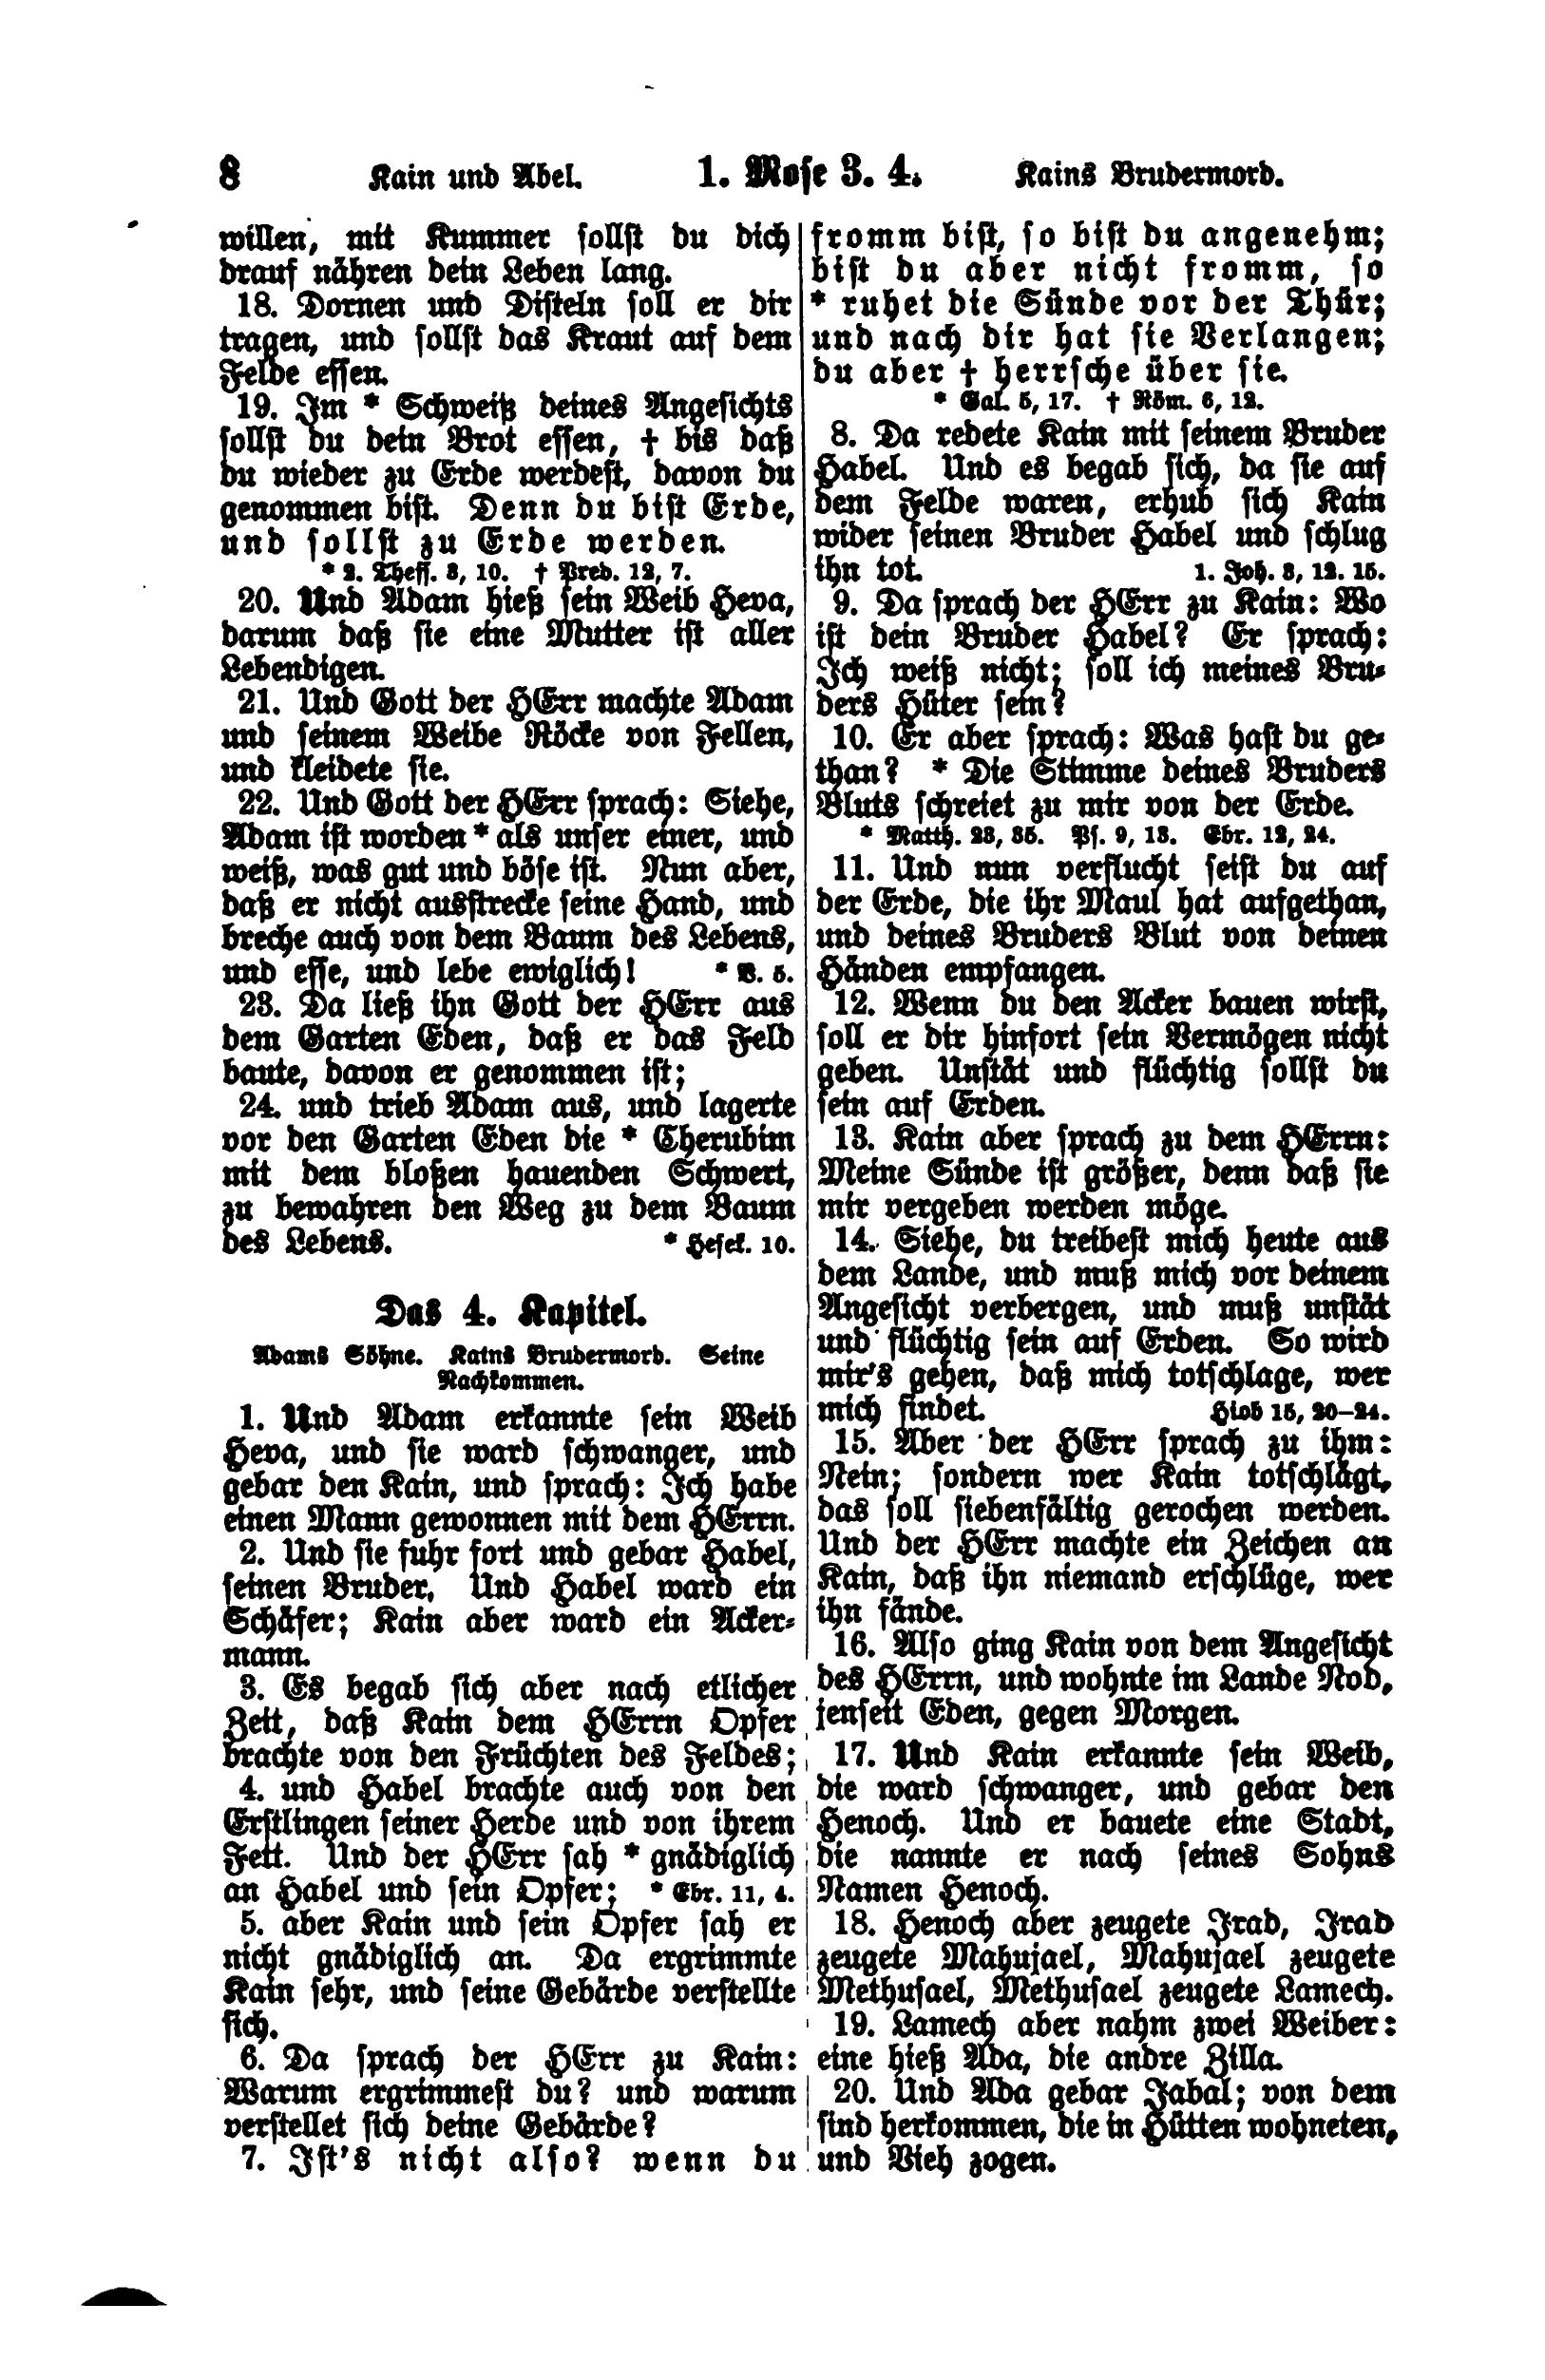 8 Kain und Abel. 1. Mose 3. 4. Kains Brudermord.
willen, mit Kummer sollst du dich
drauf nähren dein Leben lang.
18. Dornen und Disteln soll er dir
tragen, und sollst das Kraut auf dem
Felde essen.
19. Im * Schweiß deines Angesichts
sollst du dein Brot essen, † bis daß
du wieder zu Erde werdest, davon du
genommen bist. Denn du bist Erde,
und sollst zu Erde werden.
* 2. Thess. 3, 10. † Pred. 12, 7.
20. Und Adam hieß sein Weib Heva,
darum daß sie eine Mutter ist aller
Lebendigen.
21. Und Gott der HErr machte Adam
und seinem Weibe Röcke von Fellen,
und kleidete sie.
22. Und Gott der HErr sprach: Siehe,
Adam ist worden * als unser einer, und
weiß, was gut und böse ist. Nun aber,
daß er nicht ausstrecke seine Hand, und
breche auch von dem Baum des Lebens,
und esse, und lebe ewiglich! * V. 5.
23. Da ließ ihn Gott der HErr aus
dem Garten Eden, daß er das Feld
baute, davon er genommen ist;
24. und trieb Adam aus, und lagerte
vor den Garten Eden die * Cherubim
mit dem bloßen hauenden Schwert,
zu bewahren den Weg zu dem Baum
des Lebens. * Hesek. 10.
Das 4. Kapitel.
Adams Söhne. Kains Brudermord. Seine
Nachkommen.
1. Und Adam erkannte sein Weib
Heva, und sie ward schwanger, und
gebar den Kain, und sprach: Ich habe
einen Mann gewonnen mit dem HErrn.
2. Und sie fuhr fort und gebar Habel,
seinen Bruder. Und Habel ward ein
Schäfer; Kain aber ward ein Acker-
mann.
3. Es begab sich aber nach etlicher
Zeit, daß Kain dem HErrn Opfer
brachte von den Früchten des Feldes;
4. und Habel brachte auch von den
Erstlingen seiner Herde und von ihrem
Fett. Und der HErr sah * gnädiglich
an Habel und sein Opfer; * Ebr. 11, 4.
5. aber Kain und sein Opfer sah er
nicht gnädiglich an. Da ergrimmte
Kain sehr, und seine Gebärde verstellte
sich.
6. Da sprach der HErr zu Kain:
Warum ergrimmest du? und warum
verstellet sich deine Gebärde?
7. Ist's nicht also? wenn du
fromm bist, so bist du angenehm;
bist du aber nicht fromm, so
* ruhet die Sünde vor der Thür;
und nach dir hat sie Verlangen;
du aber † herrsche über sie.
* Gal. 5, 17. † Röm. 6, 12.
8. Da redete Kain mit seinem Bruder
Habel. Und es begab sich, da sie auf
dem Felde waren, erhub sich Kain
wider seinen Bruder Habel und schlug
ihn tot. 1. Joh. 3, 12. 15.
9. Da sprach der HErr zu Kain: Wo
ist dein Bruder Habel? Er sprach:
Ich weiß nicht; soll ich meines Bru-
ders Hüter sein?
10. Er aber sprach: Was hast du ge-
than? * Die Stimme deines Bruders
Bluts schreiet zu mir von der Erde.
* Matth. 23, 35. Ps. 9, 13. Ebr. 12, 24.
11. Und nun verflucht seist du auf
der Erde, die ihr Maul hat aufgethan,
und deines Bruders Blut von deinen
Händen empfangen.
12. Wenn du den Acker bauen wirst,
soll er dir hinfort sein Vermögen nicht
geben. Unstät und flüchtig sollst du
sein auf Erden.
13. Kain aber sprach zu dem HErrn:
Meine Sünde ist größer, denn daß sie
mir vergeben werden möge.
14. Siehe, du treibest mich heute aus
dem Lande, und muß mich vor deinem
Angesicht verbergen, und muß unstät
und flüchtig sein auf Erden. So wird
mir's gehen, daß mich totschlage, wer
mich findet. Hiob 15, 20–24.
15. Aber der HErr sprach zu ihm:
Nein; sondern wer Kain totschlägt,
das soll siebenfältig gerochen werden.
Und der HErr machte ein Zeichen an
Kain, daß ihn niemand erschlüge, wer
ihn fände.
16. Also ging Kain von dem Angesicht
des HErrn, und wohnte im Lande Nod,
jenseit Eden, gegen Morgen.
17. Und Kain erkannte sein Weib,
die ward schwanger, und gebar den
Henoch. Und er bauete eine Stadt,
die nannte er nach seines Sohns
Namen Henoch.
18. Henoch aber zeugete Irad, Irad
zeugete Mahujael, Mahujael zeugete
Methusael, Methusael zeugete Lamech.
19. Lamech aber nahm zwei Weiber:
eine hieß Ada, die andre Zilla.
20. Und Ada gebar Jabal; von dem
sind herkommen, die in Hütten wohneten,
und Vieh zogen.